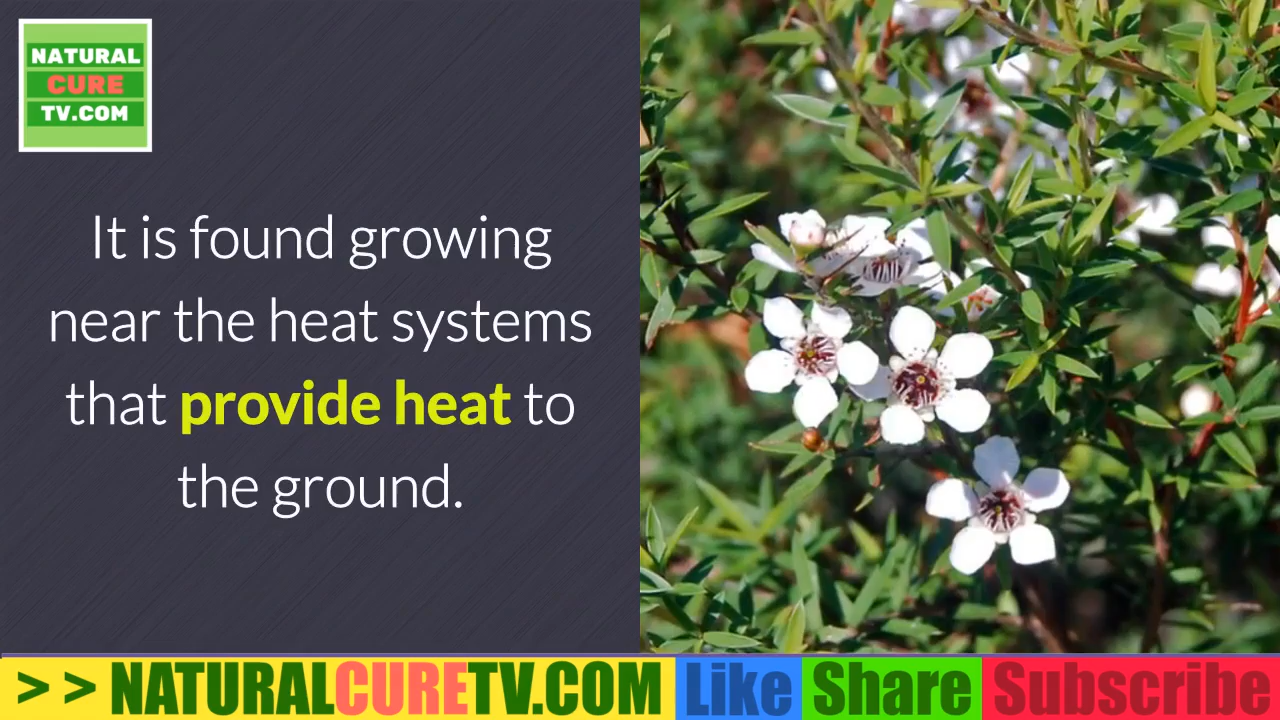 NATURAL
CURE
TV.COM
It is found growing
near the heat systems
that provide heat to
the ground.
> > NATURALCURETV.COM Like Share Subscribe